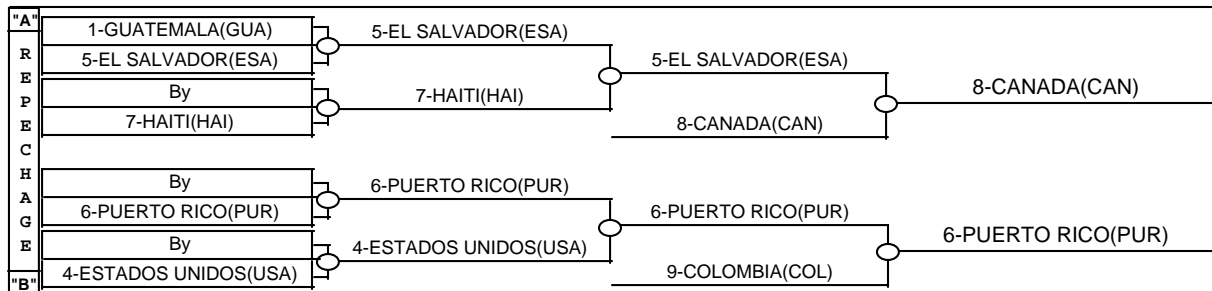 "A"
REPECHAGE
"B"
1-GUATEMALA(GUA)
5-EL SALVADOR(ESA)
By
7-HAITI(HAI)
By
6-PUERTO RICO(PUR)
By
4-ESTADOS UNIDOS(USA)
5-EL SALVADOR(ESA)
7-HAITI(HAI)
6-PUERTO RICO(PUR)
4-ESTADOS UNIDOS(USA)
5-EL SALVADOR(ESA)
8-CANADA(CAN)
6-PUERTO RICO(PUR)
9-COLOMBIA(COL)
8-CANADA(CAN)
6-PUERTO RICO(PUR)